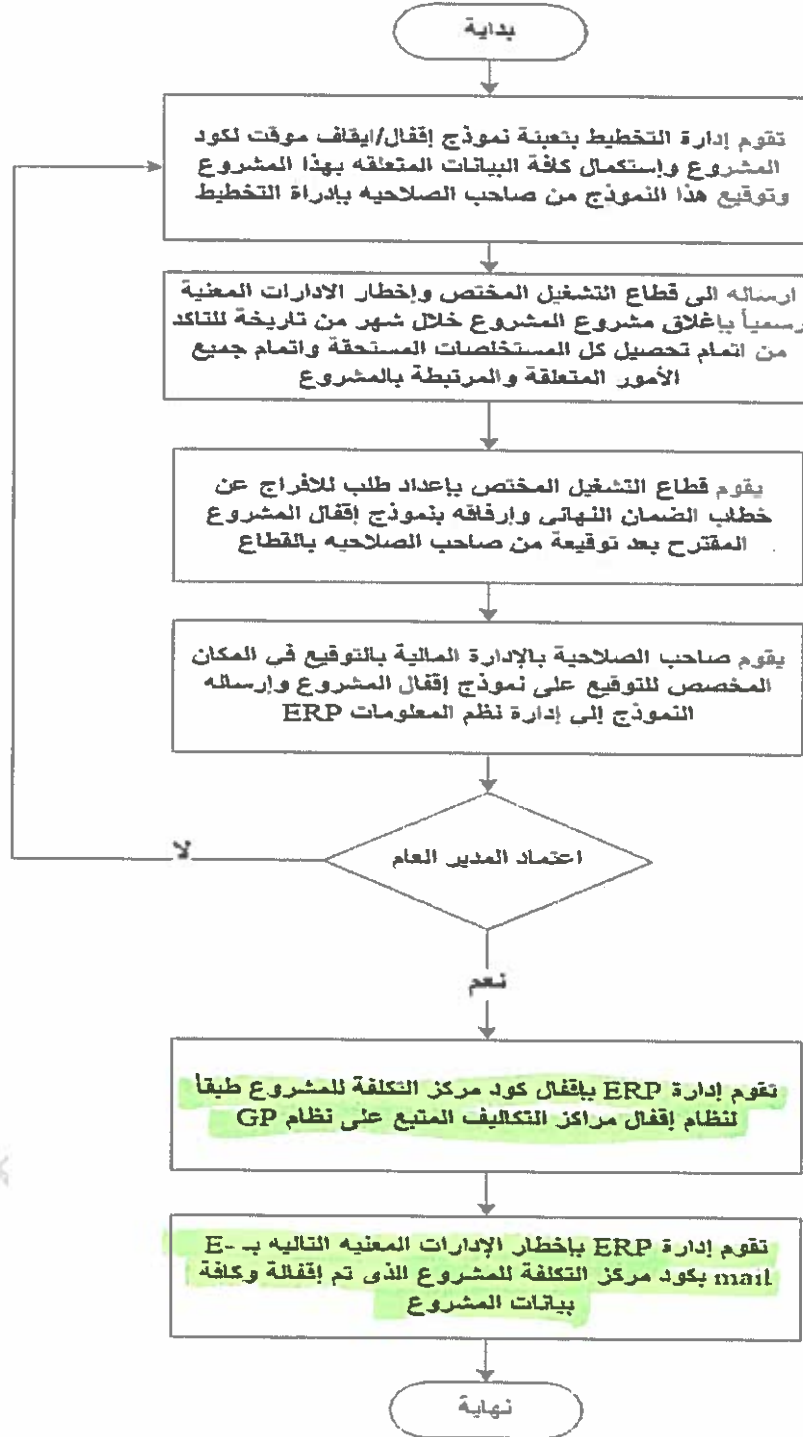 بداية
تقوم إدارة التخطيط بتعبئة نموذج إقفال/ايقاف موقت لكود
المشروع وإستكمال كافة البيانات المتعلقه بهذا المشروع
وتوقيع هذا النموذج من صاحب الصلاحيه بإدراة التخطيط
ارساله الى قطاع التشغيل المختص وإخطار الادارات المعنية
رسمياً بإغلاق مشروع المشروع خلال شهر من تاريخة للتاكد
من اتمام تحصيل كل المستخلصات المستحقة واتمام جميع
الأمور المتعلقة والمرتبطة بالمشروع
يقوم قطاع التشغيل المختص بإعداد طلب للافراج عن
خطاب الضمان النهائى وإرفاقه بنموذج إقفال المشروع
المقترح بعد توقيعة من صاحب الصلاحيه بالقطاع
يقوم صاحب الصلاحية بالإدارة المالية بالتوقيع في المكان
المخصص للتوقيع على نموذج إقفال المشروع وإرساله
النموذج إلى إدارة نظم المعلومات ERP
اعتماد المدير العام
لا
نعم
تقوم إدارة ERP بإقفال كود مركز التكلفة للمشروع طبقاً
لنظام إقفال مراكز التكاليف المتبع على نظام GP
تقوم إدارة ERP بإخطار الإدارات المعنيه التاليه بـ E-
mail بكود مركز التكلفة للمشروع الذى تم إقفالة وكافة
بيانات المشروع
نهاية